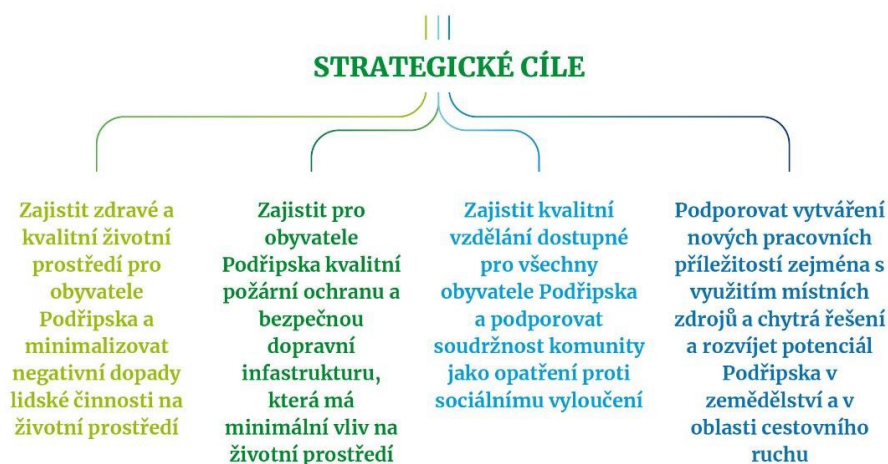 STRATEGICKÉ CÍLE
Zajistit zdravé a
kvalitní životní
prostředí pro
obyvatele
Podřipska a
minimalizovat
negativní dopady
lidské činnosti na
životní prostředí
Zajistit pro
obyvatele
Podřipska kvalitní
požární ochranu a
bezpečnou
dopravní
infastrukturu,
která má
minimální vliv na
životní prostředí
Zajistit kvalitní
vzdělání dostupné
pro všechny
obyvatele Podřipska
a podporovat
soudržnost komunity
jako opatření proti
sociálnímu vyloučení
Podporovat vytváření
nových pracovních
příležitostí zejména s
využitím místních
zdrojů a chytrá řešení
a rozvíjet potenciál
Podřipska v
zemědělství a v
oblasti cestovního
ruchu